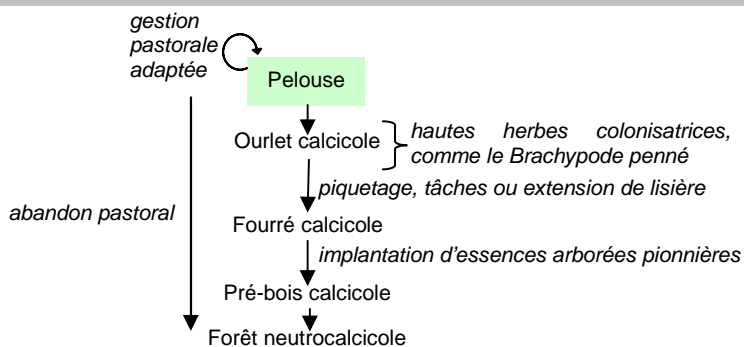 gestion
pastorale
adaptée
Pelouse
Ourlet calcicole
hautes herbes colonisatrices,
comme le Brachypode penné
piquetage, tâches ou extension de lisière
abandon pastoral
Fourré calcicole
implantation d'essences arborées pionnières
Pré-bois calcicole
Forêt neutrocalcicole